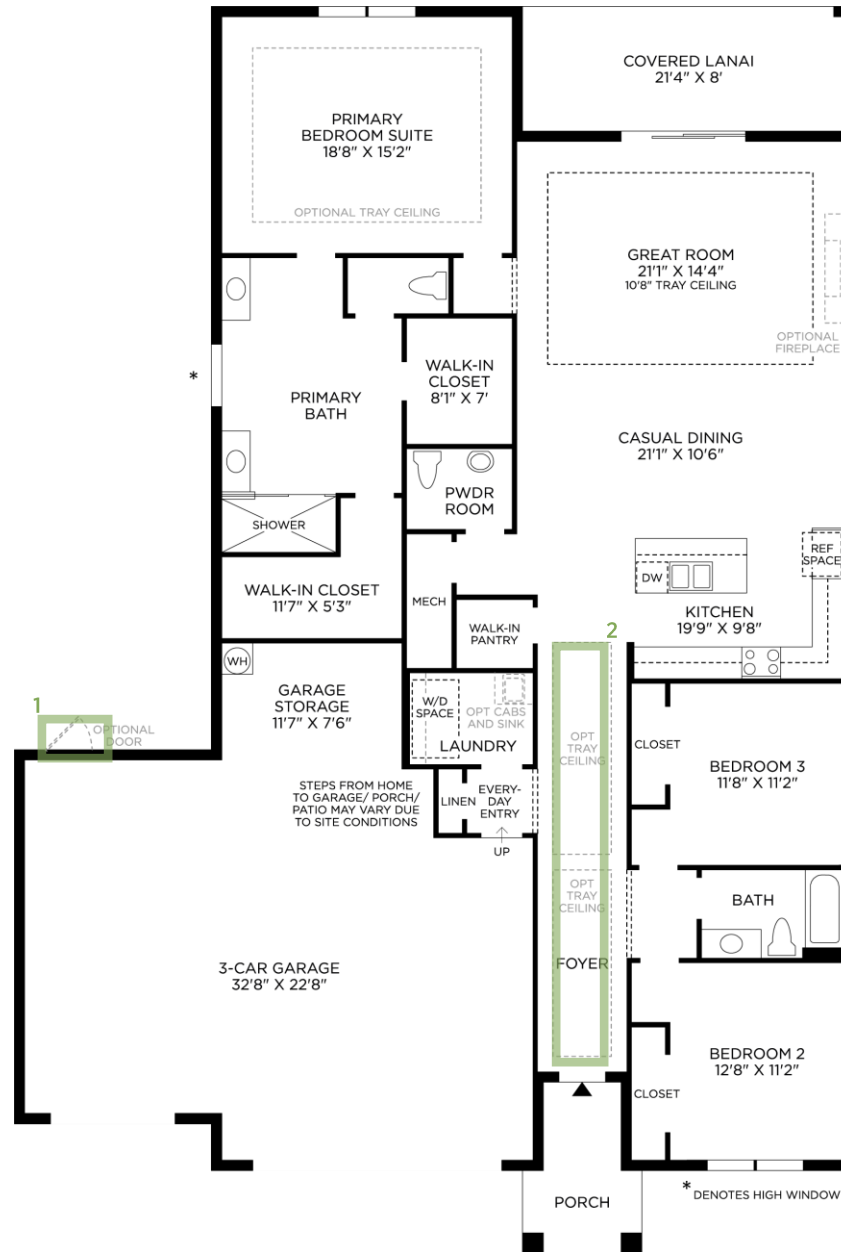 COVERED LANAI
21'4" X 8'
PRIMARY
BEDROOM SUITE
18'8" X 15'2"
OPTIONAL TRAY CEILING
GREAT ROOM
21'1" X 14'4"
10'8" TRAY CEILING
OPTIONAL
FIREPLACE
*
WALK-IN
CLOSET
8'1" X 7'
PRIMARY
BATH
CASUAL DINING
21'1" X 10'6"
PWDR
ROOM
SHOWER
REF
SPACE
DW
WALK-IN CLOSET
11'7" X 5'3"
MECH
KITCHEN
19'9" X 9'8"
WALK-IN
PANTRY
2
WH
GARAGE
STORAGE
11'7" X 7'6"
W/D
SPACE
OPT CABS
AND SINK
LAUNDRY
1
OPTIONAL
DOOR
OPT
TRAY
CEILING
CLOSET
BEDROOM 3
11'8" X 11'2"
STEPS FROM HOME
TO GARAGE/ PORCH/
PATIO MAY VARY DUE
TO SITE CONDITIONS
LINEN
EVERY-
DAY
ENTRY
UP
OPT
TRAY
CEILING
BATH
FOYER
3-CAR GARAGE
32'8" X 22'8"
BEDROOM 2
12'8" X 11'2"
CLOSET
PORCH
* DENOTES HIGH WINDOW